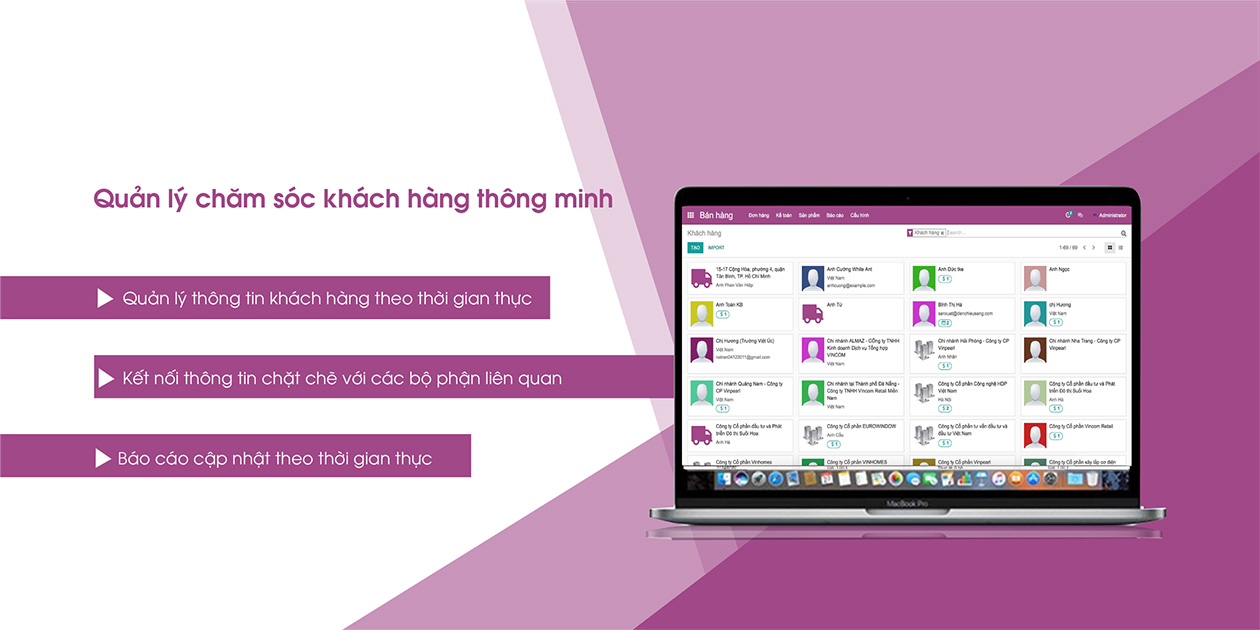 Quản lý chăm sóc khách hàng thông minh
Quản lý thông tin khách hàng theo thời gian thực
Kết nối thông tin chặt chẽ với các bộ phận liên quan
Báo cáo cập nhật theo thời gian thực
Bán hàng Đơn hàng Kế toán Sản phẩm Báo cáo Cấu hình Administrator
Khách hàng Khách hàng Search...
TẠO IMPORT 1-69 / 69
15-17 Cộng Hòa, phường 4, quận
Tân Bình, TP. Hồ Chí Minh
Anh Phan Văn Hiệp
Anh Cường White Ant
Việt Nam
anhcuong@example.com
Anh Đức
$ 1
Anh Ngọc
Anh Toản KB
$ 1
Anh Từ
Bình Thị Hà
sanxuat@denchieusang.com
2
chị Hương
Việt Nam
$ 1
Chị Hương (Trường Việt Úc)
Việt Nam
Chi nhánh ALMAZ - Công ty TNHH
Kinh doanh Dịch vụ Tổng hợp
VINCOM
Việt Nam
Chi nhánh Hải Phòng - Công ty CP
Vinpearl
Anh Nhân
$ 1
Chi nhánh Nha Trang - Công ty CP
Vinpearl
Chi nhánh Quảng Nam - Công ty
CP Vinpearl
Việt Nam
$ 1
Chi nhánh tại Thành phố Đà Nẵng -
Công ty TNHH Vincom Retail Miền
Nam
Việt Nam
Công ty Cổ phần Công nghệ HDP
Việt Nam
Hà Nội
$ 2
Công ty Cổ phần đầu tư và Phát
triển Đô thị Suối Hoa
Anh Hà
$ 1
Công ty Cổ phần đầu tư và Phát
triển Đô thị Suối Hoa
Anh Hà
Công ty Cổ phần EUROWINDOW
Anh Cầu
$ 1
Công ty Cổ phần tư vấn đầu tư và
đầu tư Việt Nam
$ 1
Công ty Cổ phần Vincom Retail
$ 1
Công ty Cổ phần Vinhomes
Công ty Cổ phần VINHOMES
Công ty Cổ phần Vinpearl
Công ty Cổ phần xây lắp cơ điện
MacBook Pro